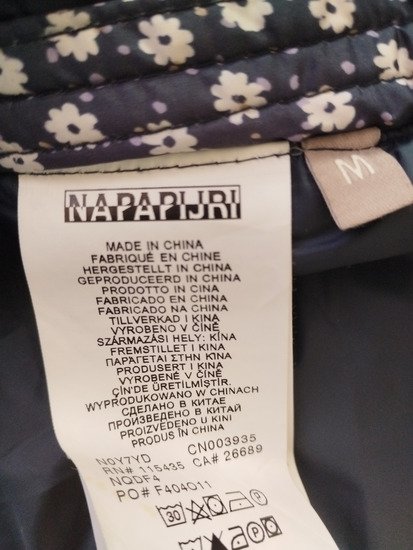 M
NAPAPIJRI
MADE IN CHINA
FABRIQUÉ EN CHINE
HERGESTELLT IN CHINA
GEPRODUCEERD IN CHINA
PRODOTTO IN CINA
FABRICADO EN CHINA
FABRICADO NA CHINA
TILLVERKAD I KINA
VYROBENO V ČÍNĚ
SZÁRMAZÁSI HELY: KÍNA
FREMSTILLET I KINA
ΠΑΡΑΓΕΤΑΙ ΣΤΗΝ ΚΙΝΑ
PRODUSERT I KINA
VYROBENÉ V ČÍNE
ÇİN'DE ÜRETİLMİŞTİR.
WYPRODUKOWANO W CHINACH
СДЕЛАНО В КИТАЕ
ПРОИЗВЕДЕНО В КИТАЙ
PROIZVEDENO U KINI
PRODUS ÎN CHINA
N0Y7YD CN003935
RN# 115435 CA# 26689
NQDF4
PO# F404011
30